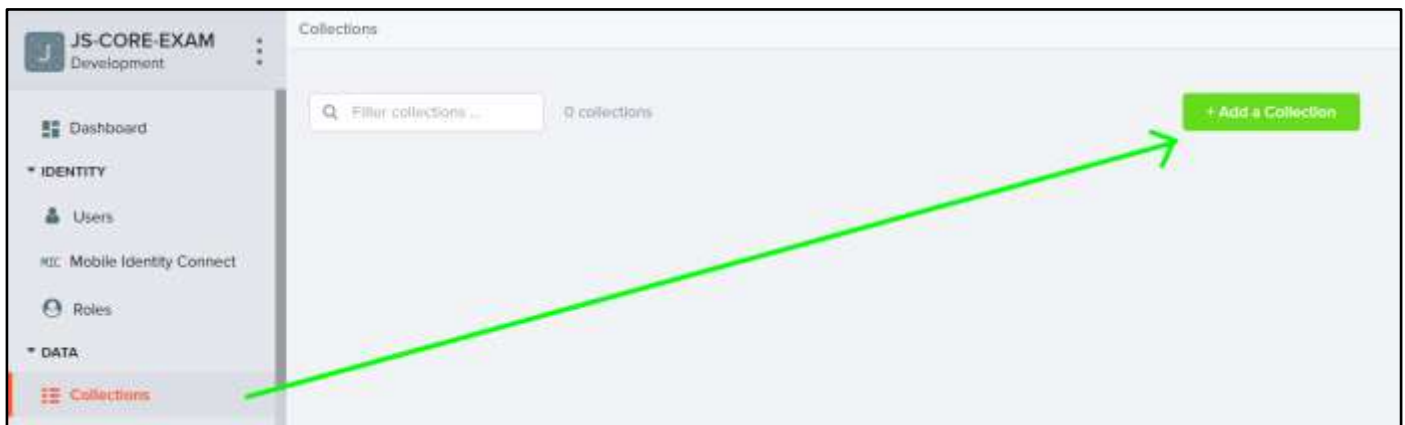 J
JS-CORE-EXAM
Development
Dashboard
IDENTITY
Users
MIC Mobile Identity Connect
Roles
DATA
Collections
Collections
Filter collections ...
0 collections
+ Add a Collection